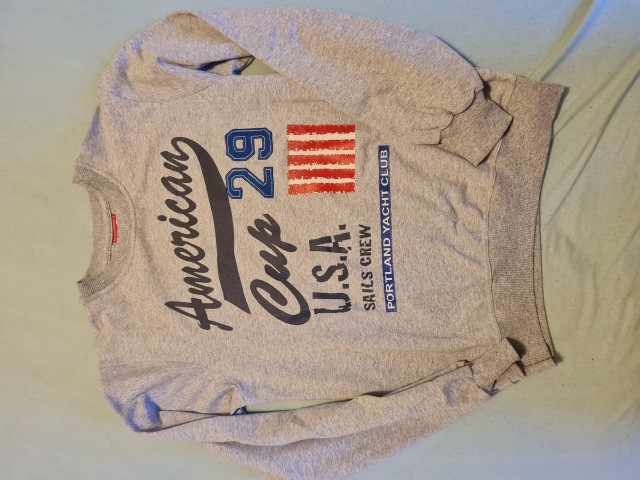 American
29
Cup
U.S.A.
SAILS CREW
PORTLAND YACHT CLUB